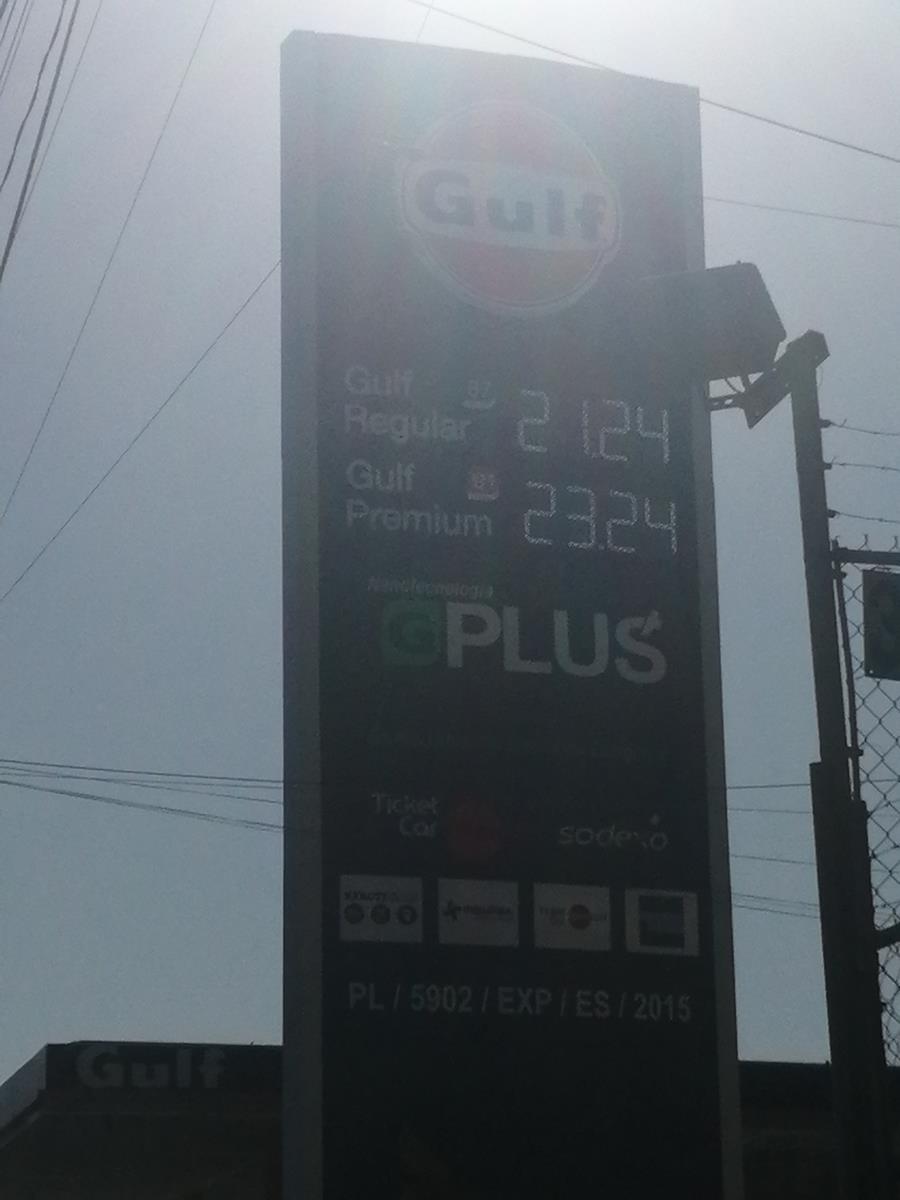 Gulf
Gulf 87
Regular 21.24
Gulf 91
Premium 23.24
Nanotecnología
GPLUS
Ticket
Car
sodexo
PL / 5902 / EXP / ES / 2015
Gulf